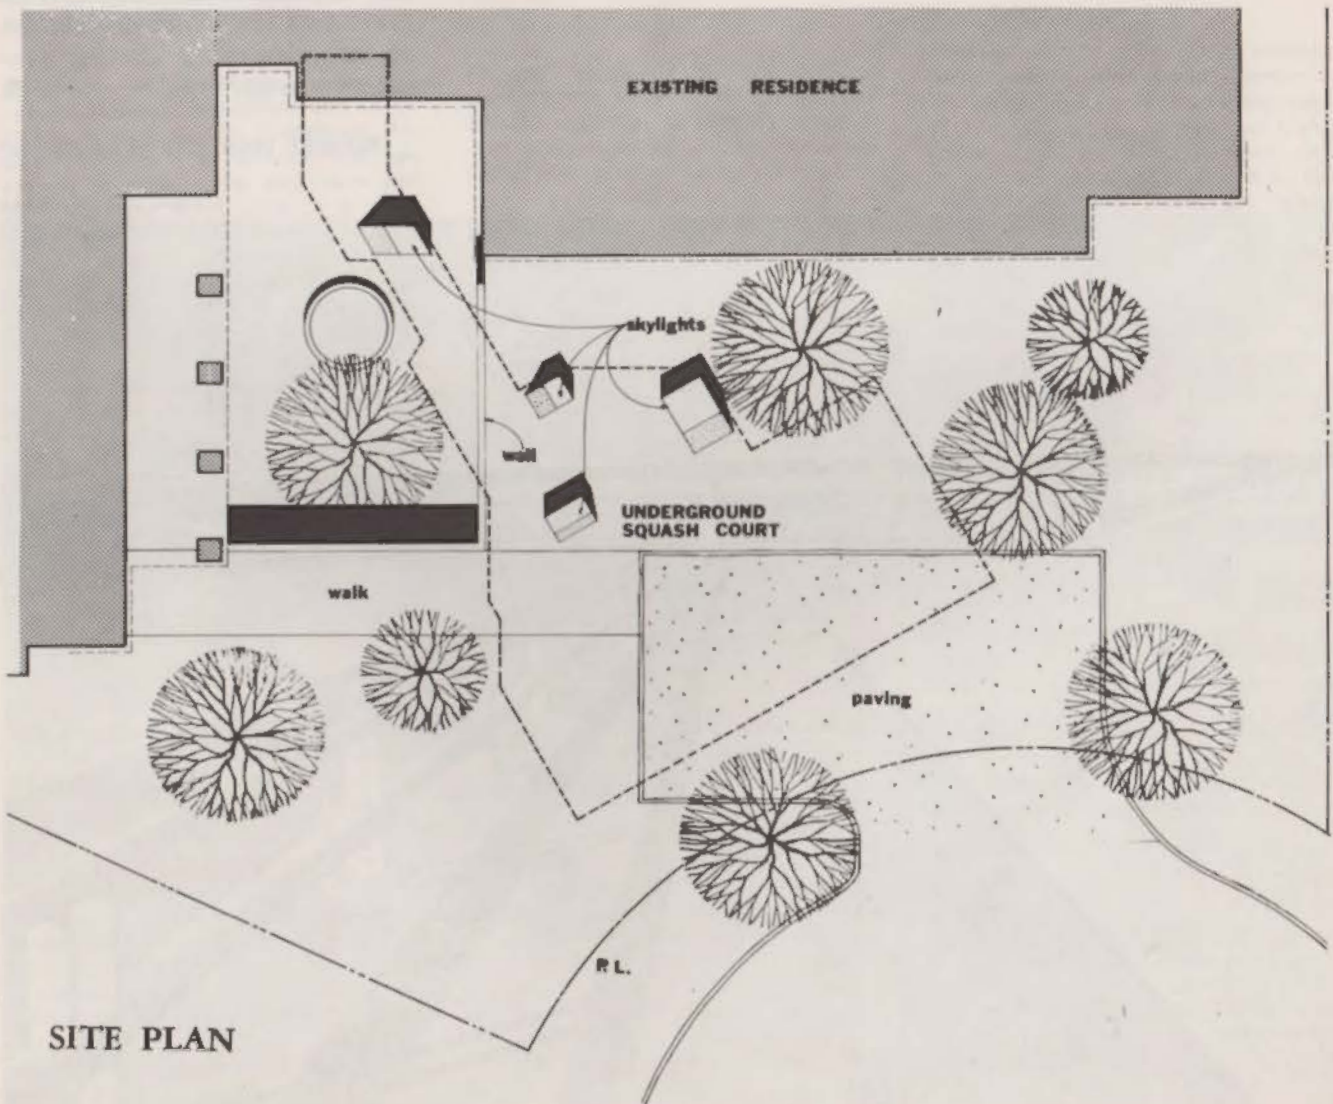 EXISTING RESIDENCE
skylights
wall
UNDERGROUND
SQUASH COURT
walk
paving
P.L.
SITE PLAN